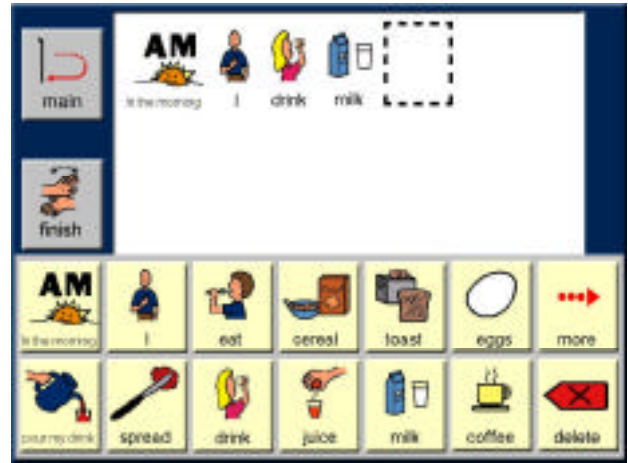 main
AM
in the morning I drink milk
finish
AM
in the morning I eat cereal toast eggs more
pour my drink spread drink juice milk coffee delete